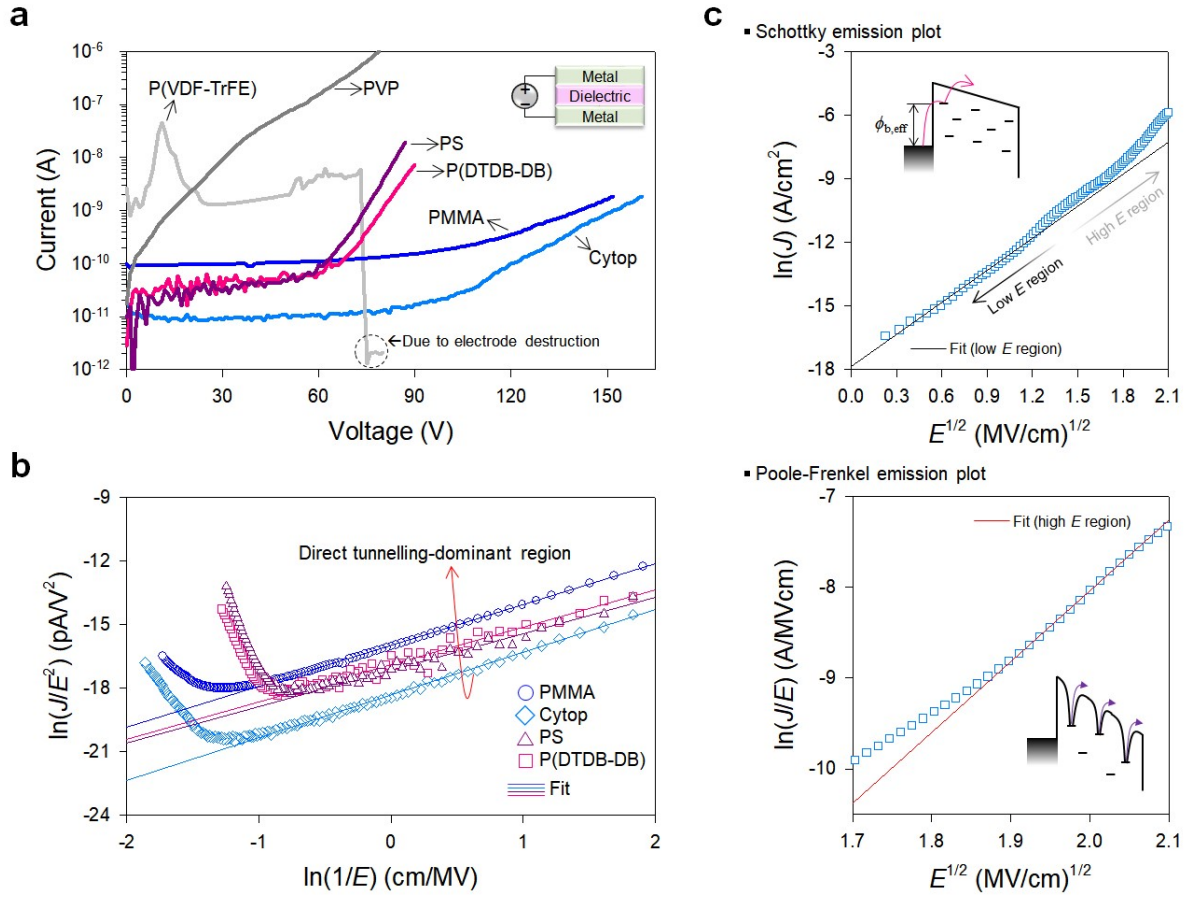 a
10⁻⁶
10⁻⁷
10⁻⁸
10⁻⁹
10⁻¹⁰
10⁻¹¹
10⁻¹²
Current (A)
P(VDF-TrFE)
PVP
Metal
Dielectric
Metal
+
−
PS
P(DTDB-DB)
PMMA
Cytop
←Due to electrode destruction
0 30 60 90 120 150
Voltage (V)
b
-9
-12
-15
-18
-21
-24
ln(J/E²) (pA/V²)
Direct tunnelling-dominant region
PMMA
Cytop
PS
P(DTDB-DB)
Fit
-2 -1 0 1 2
ln(1/E) (cm/MV)
c
▪ Schottky emission plot
-3
-6
-9
-12
-15
-18
ln(J) (A/cm²)
ϕb,eff
High E region
Low E region
Fit (low E region)
0.0 0.3 0.6 0.9 1.2 1.5 1.8 2.1
E¹/² (MV/cm)¹/²
▪ Poole-Frenkel emission plot
-7
-8
-9
-10
ln(J/E) (A/MVcm)
Fit (high E region)
1.7 1.8 1.9 2.0 2.1
E¹/² (MV/cm)¹/²